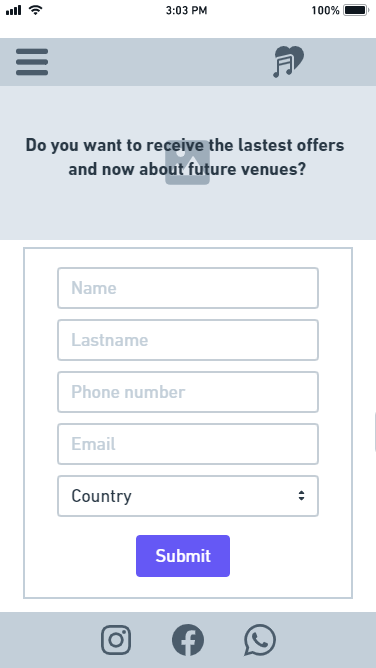 3:03 PM
100%
Do you want to receive the lastest offers
and now about future venues?
Name
Lastname
Phone number
Email
Country
Submit